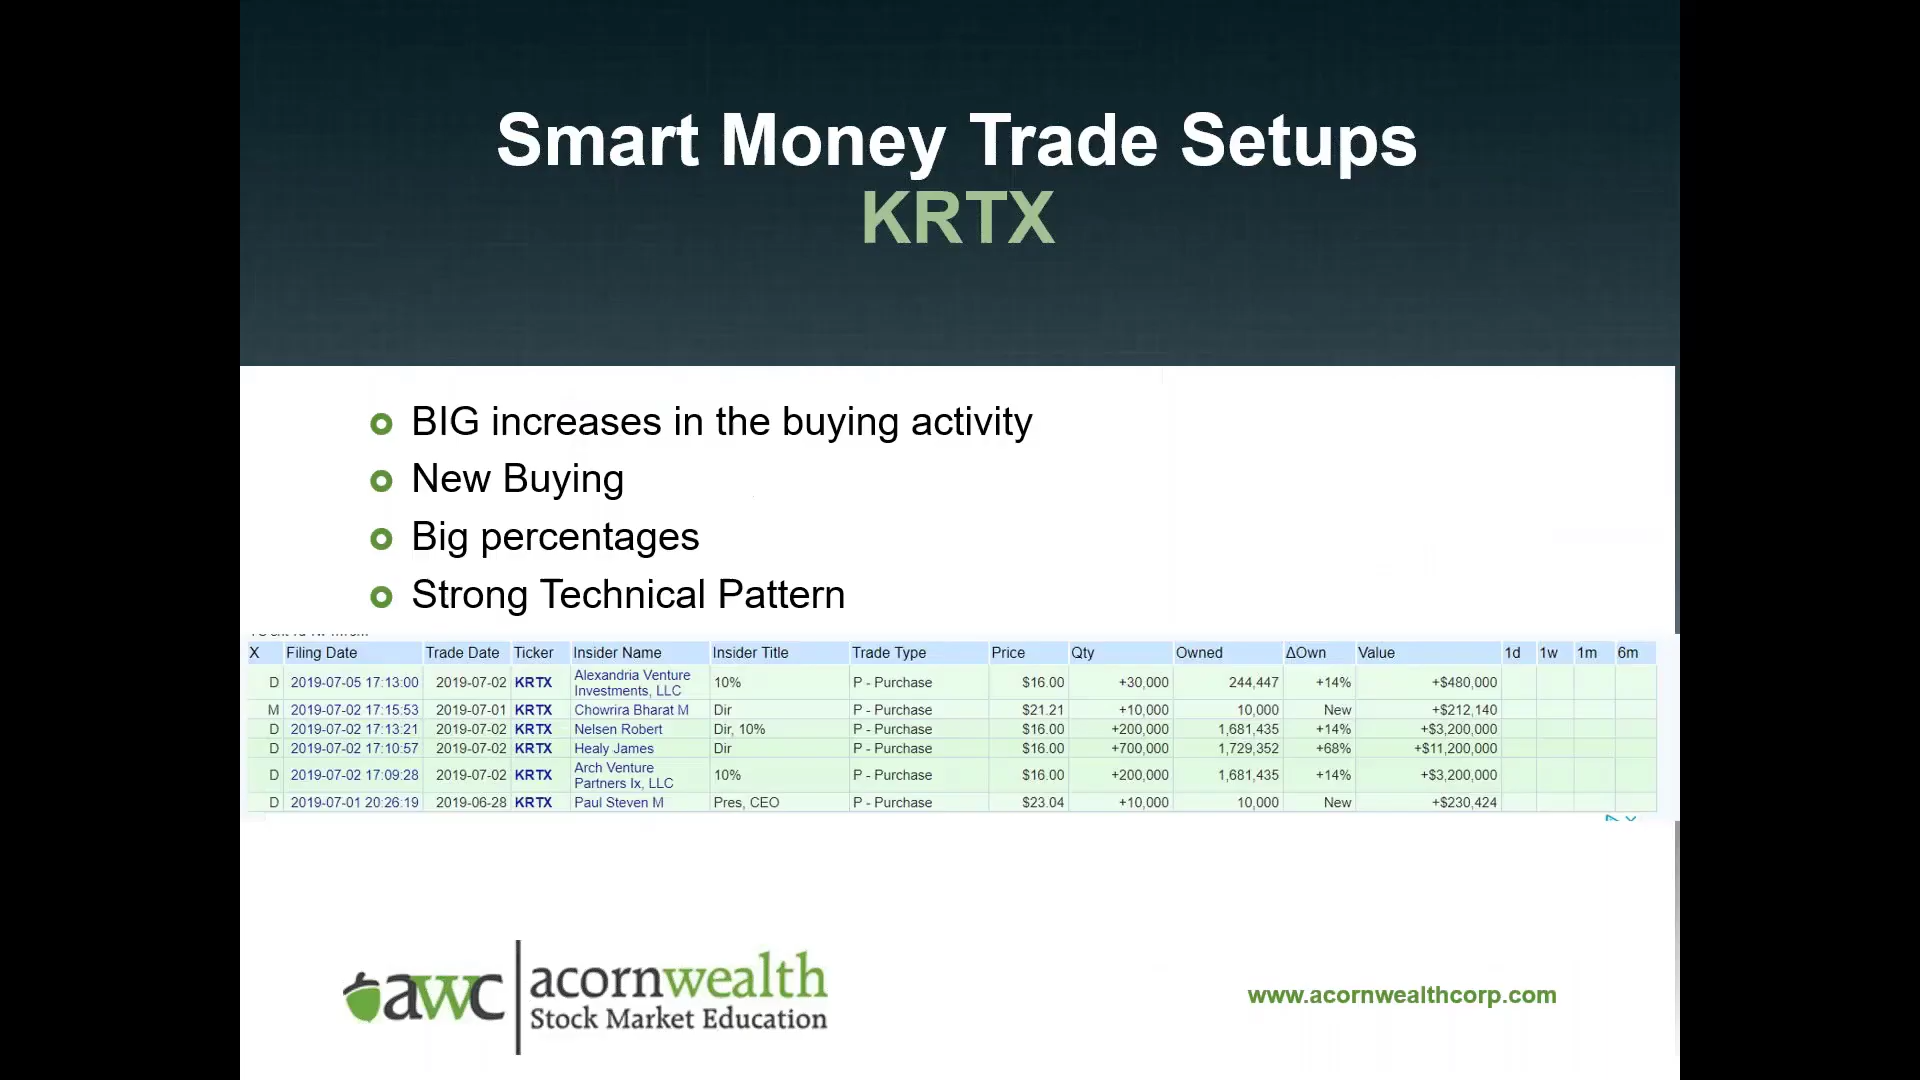 Smart Money Trade Setups
KRTX
BIG increases in the buying activity
New Buying
Big percentages
Strong Technical Pattern
X Filing Date Trade Date Ticker Insider Name Insider Title Trade Type Price Qty Owned ΔOwn Value 1d 1w 1m 6m
D 2019-07-05 17:13:00 2019-07-02 KRTX Alexandria Venture Investments, LLC 10% P - Purchase $16.00 +30,000 244,447 +14% +$480,000
M 2019-07-02 17:15:53 2019-07-01 KRTX Chowrira Bharat M Dir P - Purchase $21.21 +10,000 10,000 New +$212,140
D 2019-07-02 17:13:21 2019-07-02 KRTX Nelsen Robert Dir, 10% P - Purchase $16.00 +200,000 1,681,435 +14% +$3,200,000
D 2019-07-02 17:10:57 2019-07-02 KRTX Healy James Dir P - Purchase $16.00 +700,000 1,729,352 +68% +$11,200,000
D 2019-07-02 17:09:28 2019-07-02 KRTX Arch Venture Partners Ix, LLC 10% P - Purchase $16.00 +200,000 1,681,435 +14% +$3,200,000
D 2019-07-01 20:26:19 2019-06-28 KRTX Paul Steven M Pres, CEO P - Purchase $23.04 +10,000 10,000 New +$230,424
awc acornwealth
Stock Market Education
www.acornwealthcorp.com